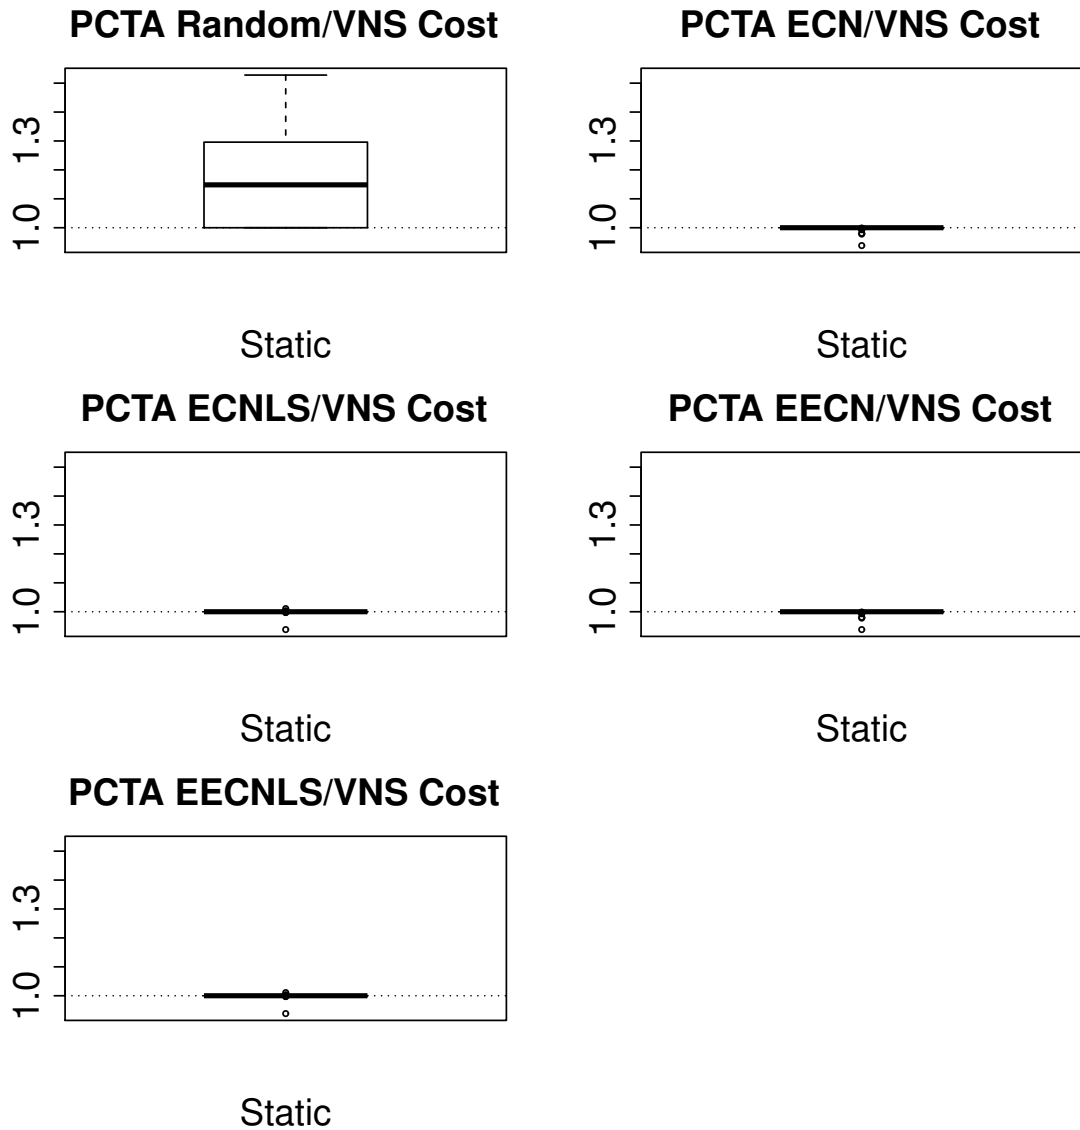 PCTA Random/VNS Cost
1.3
1.0
Static
PCTA ECN/VNS Cost
1.3
1.0
Static
PCTA ECNLS/VNS Cost
1.3
1.0
Static
PCTA EECN/VNS Cost
1.3
1.0
Static
PCTA EECNLS/VNS Cost
1.3
1.0
Static